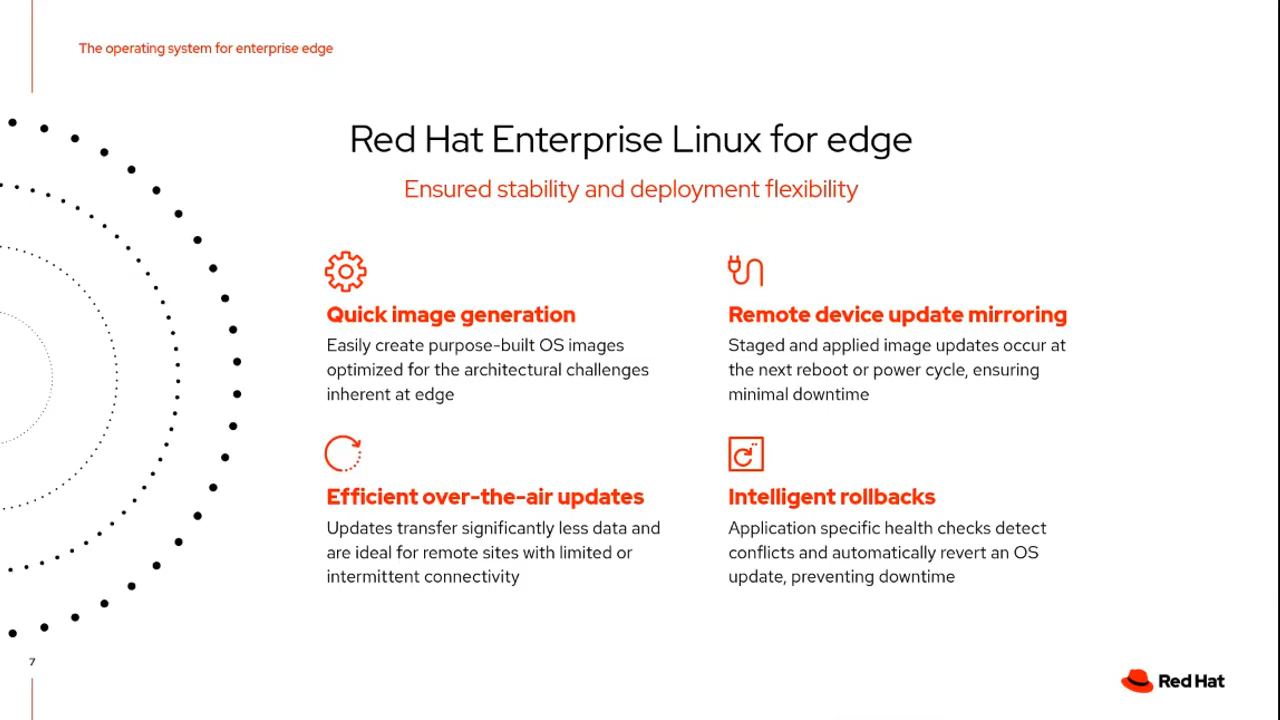 The operating system for enterprise edge
Red Hat Enterprise Linux for edge
Ensured stability and deployment flexibility
Quick image generation
Easily create purpose-built OS images
optimized for the architectural challenges
inherent at edge
Remote device update mirroring
Staged and applied image updates occur at
the next reboot or power cycle, ensuring
minimal downtime
Efficient over-the-air updates
Updates transfer significantly less data and
are ideal for remote sites with limited or
intermittent connectivity
Intelligent rollbacks
Application specific health checks detect
conflicts and automatically revert an OS
update, preventing downtime
7
Red Hat